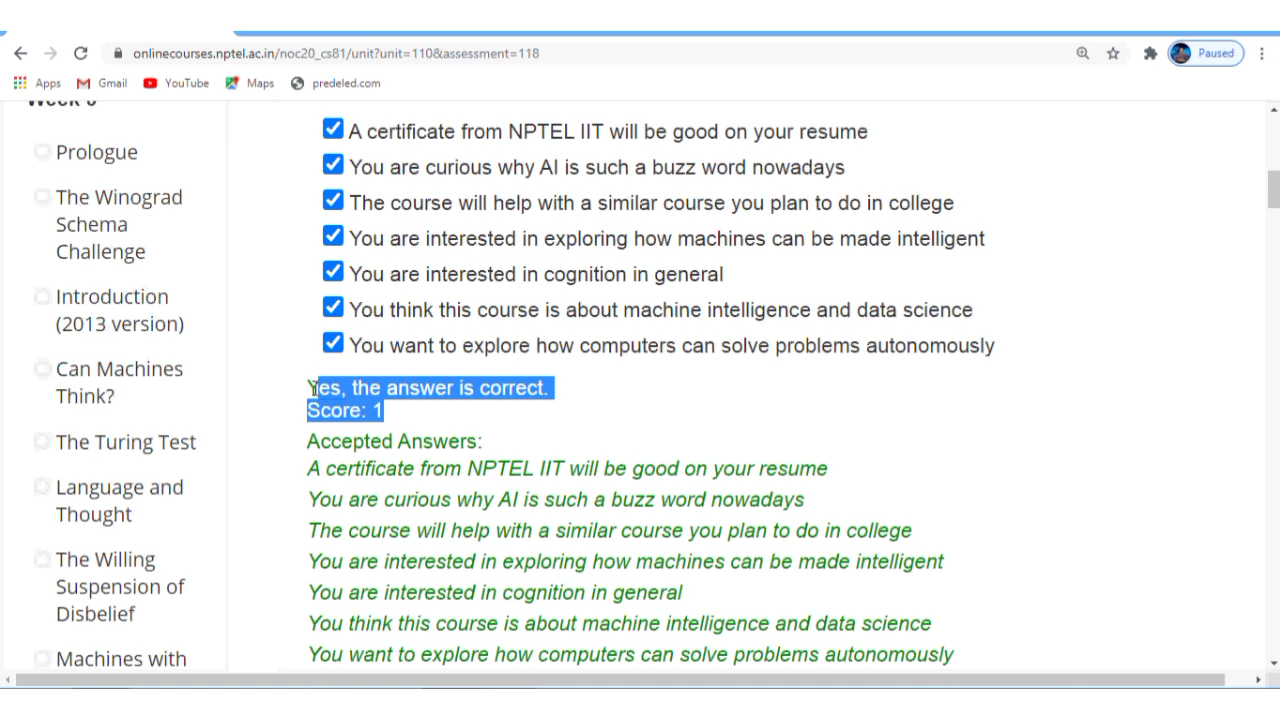 onlinecourses.nptel.ac.in/noc20_cs81/unit?unit=110&assessment=118
Paused
Apps
Gmail
YouTube
Maps
predeled.com
Prologue
The Winograd
Schema
Challenge
Introduction
(2013 version)
Can Machines
Think?
The Turing Test
Language and
Thought
The Willing
Suspension of
Disbelief
Machines with
A certificate from NPTEL IIT will be good on your resume
You are curious why AI is such a buzz word nowadays
The course will help with a similar course you plan to do in college
You are interested in exploring how machines can be made intelligent
You are interested in cognition in general
You think this course is about machine intelligence and data science
You want to explore how computers can solve problems autonomously
Yes, the answer is correct.
Score: 1
Accepted Answers:
A certificate from NPTEL IIT will be good on your resume
You are curious why AI is such a buzz word nowadays
The course will help with a similar course you plan to do in college
You are interested in exploring how machines can be made intelligent
You are interested in cognition in general
You think this course is about machine intelligence and data science
You want to explore how computers can solve problems autonomously